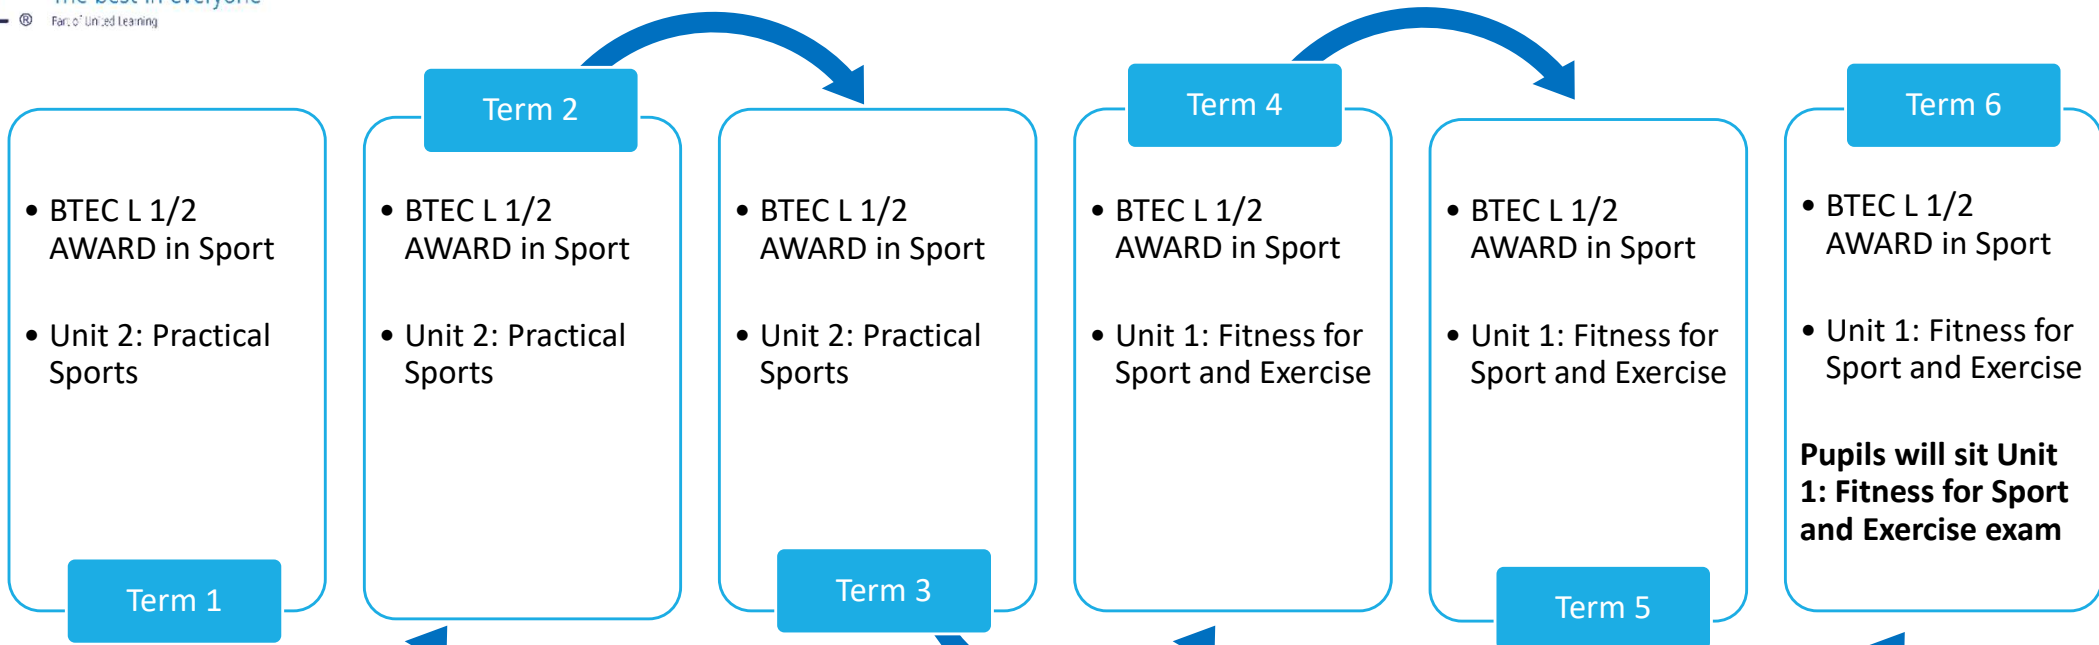 The best in everyone
®
Part of United Learning
Term 1
• BTEC L 1/2
AWARD in Sport
• Unit 2: Practical
Sports
Term 2
• BTEC L 1/2
AWARD in Sport
• Unit 2: Practical
Sports
Term 3
• BTEC L 1/2
AWARD in Sport
• Unit 2: Practical
Sports
Term 4
• BTEC L 1/2
AWARD in Sport
• Unit 1: Fitness for
Sport and Exercise
Term 5
• BTEC L 1/2
AWARD in Sport
• Unit 1: Fitness for
Sport and Exercise
Term 6
• BTEC L 1/2
AWARD in Sport
• Unit 1: Fitness for
Sport and Exercise
Pupils will sit Unit
1: Fitness for Sport
and Exercise exam